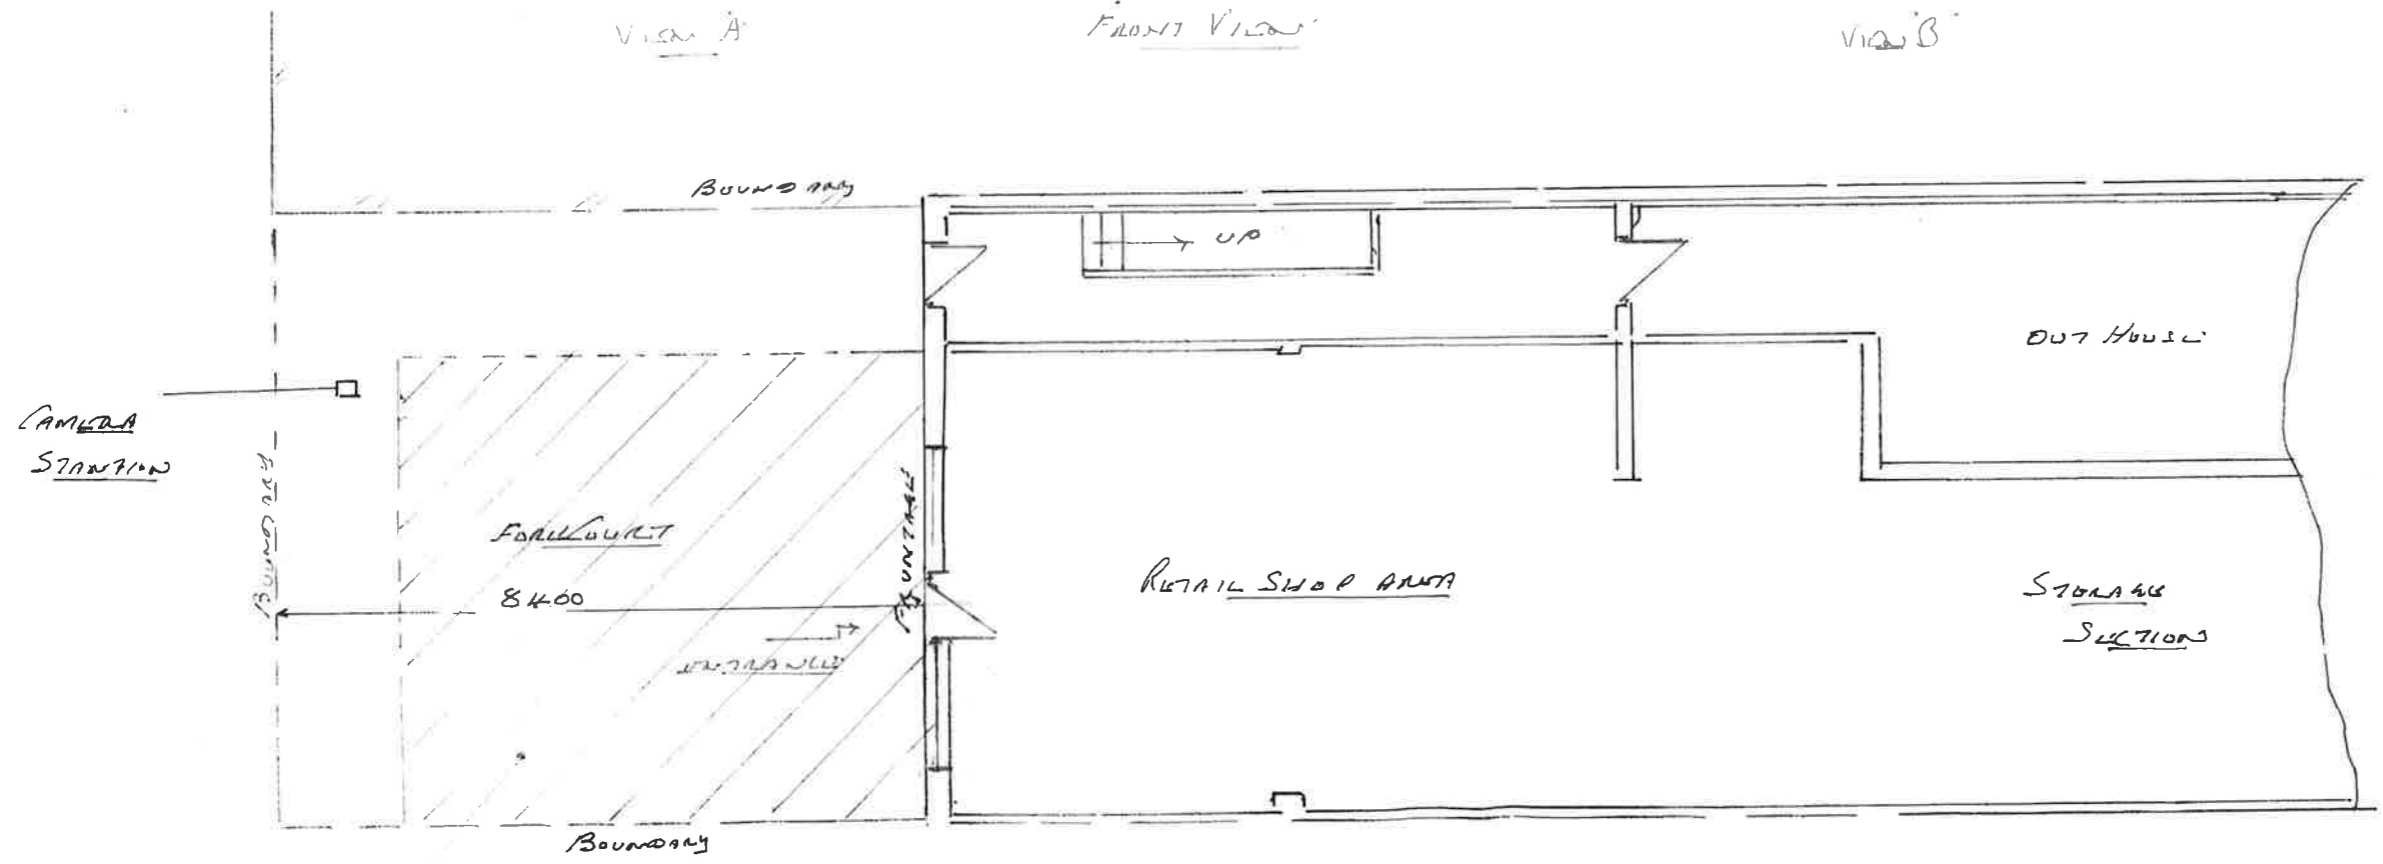 VIEW A
FRONT VIEW
VIEW B
BOUNDARY
UP
OUT HOUSE
CAMERA
STANTION
BOUNDARY
FORECOURT
FRONTAGE
8400
ENTRANCE
RETAIL SHOP AREA
STORAGE
SECTION
BOUNDARY